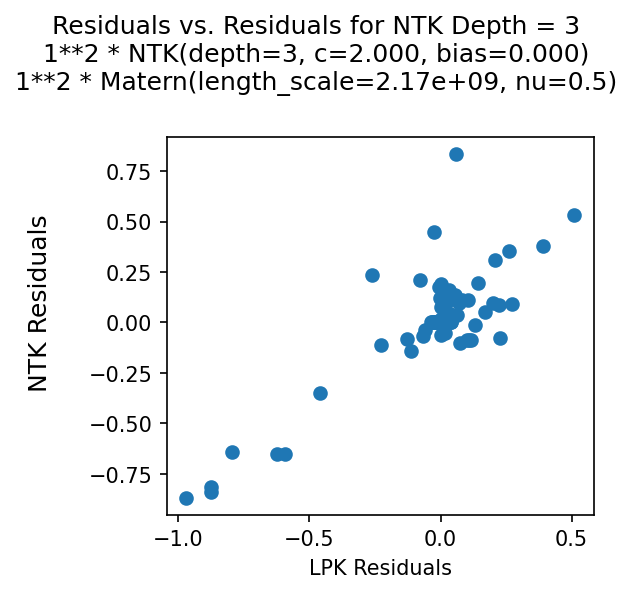 Residuals vs. Residuals for NTK Depth = 3
1**2 * NTK(depth=3, c=2.000, bias=0.000)
1**2 * Matern(length_scale=2.17e+09, nu=0.5)
NTK Residuals
0.75
0.50
0.25
0.00
−0.25
−0.50
−0.75
−1.0 −0.5 0.0 0.5
LPK Residuals